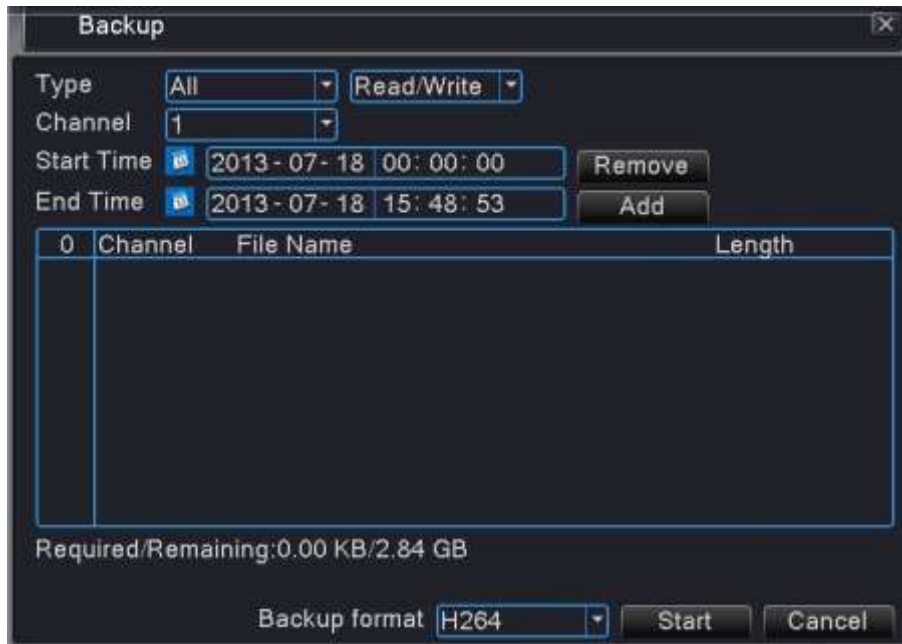 Backup
Type All Read/Write
Channel 1
Start Time 2013-07-18 00:00:00 Remove
End Time 2013-07-18 15:48:53 Add
0 Channel File Name Length
Required/Remaining:0.00 KB/2.84 GB
Backup format H264 Start Cancel